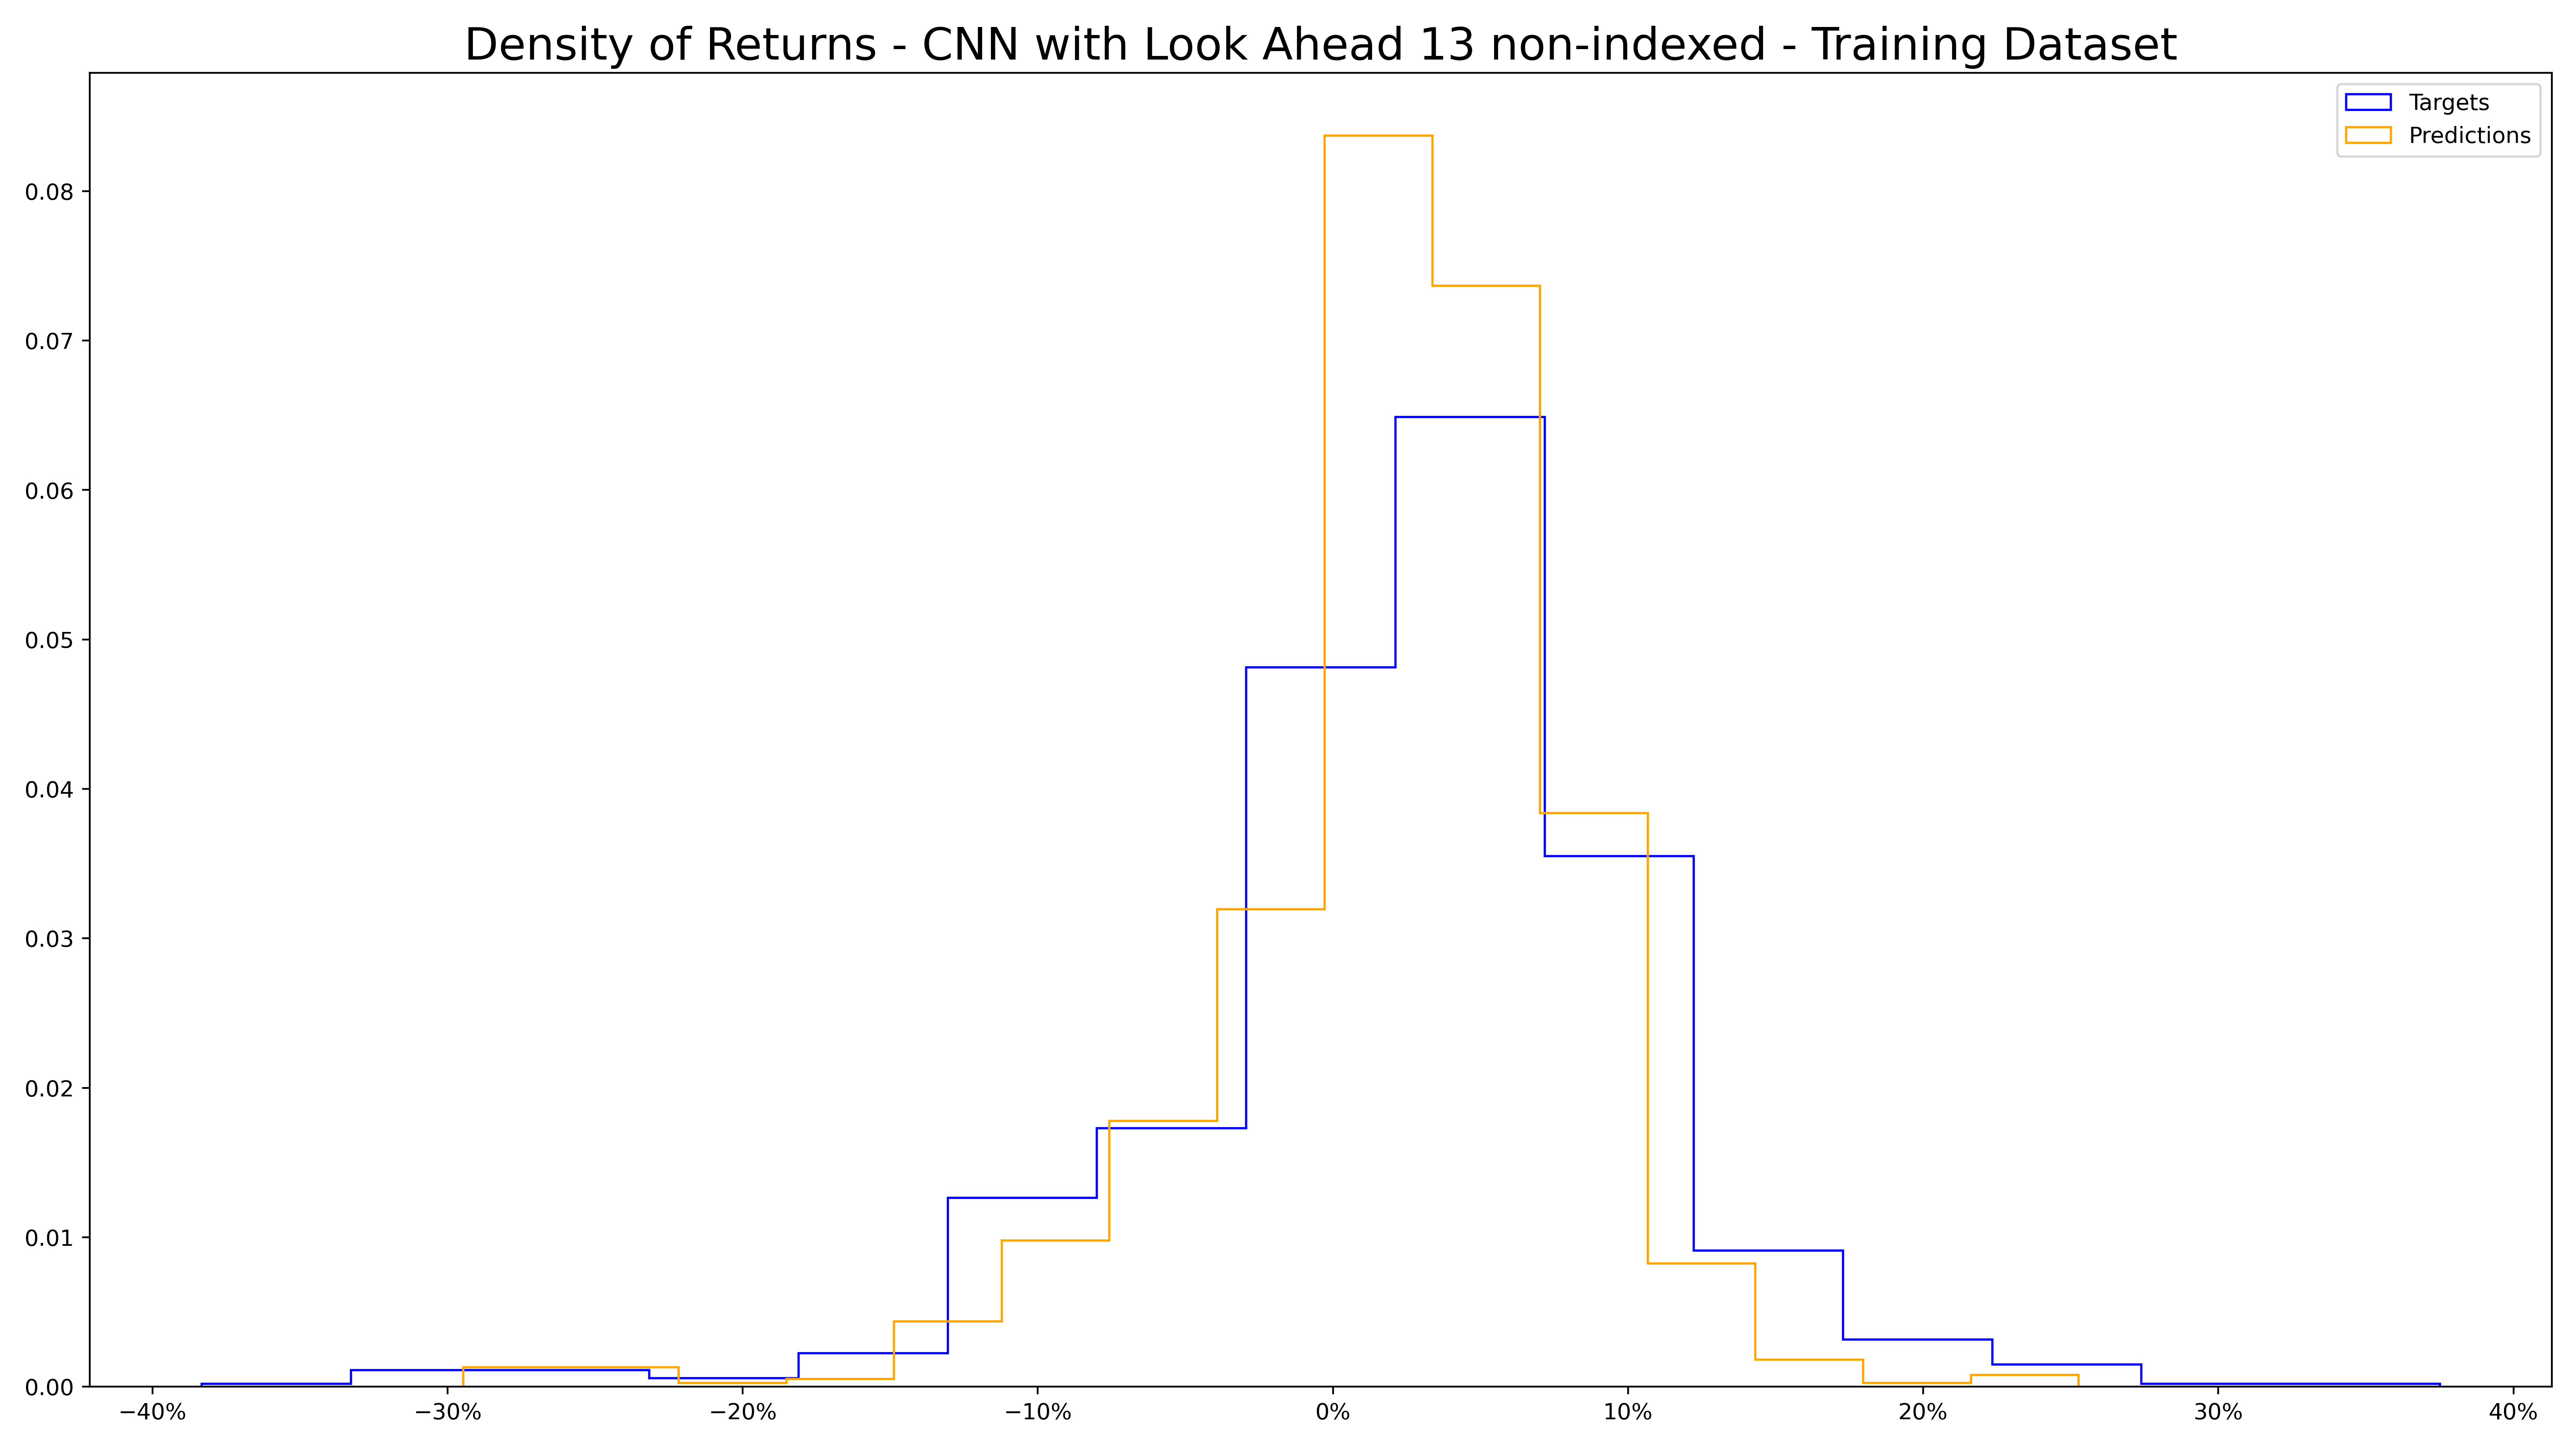 Density of Returns - CNN with Look Ahead 13 non-indexed - Training Dataset
Targets
Predictions
0.08
0.07
0.06
0.05
0.04
0.03
0.02
0.01
0.00
−40% −30% −20% −10% 0% 10% 20% 30% 40%